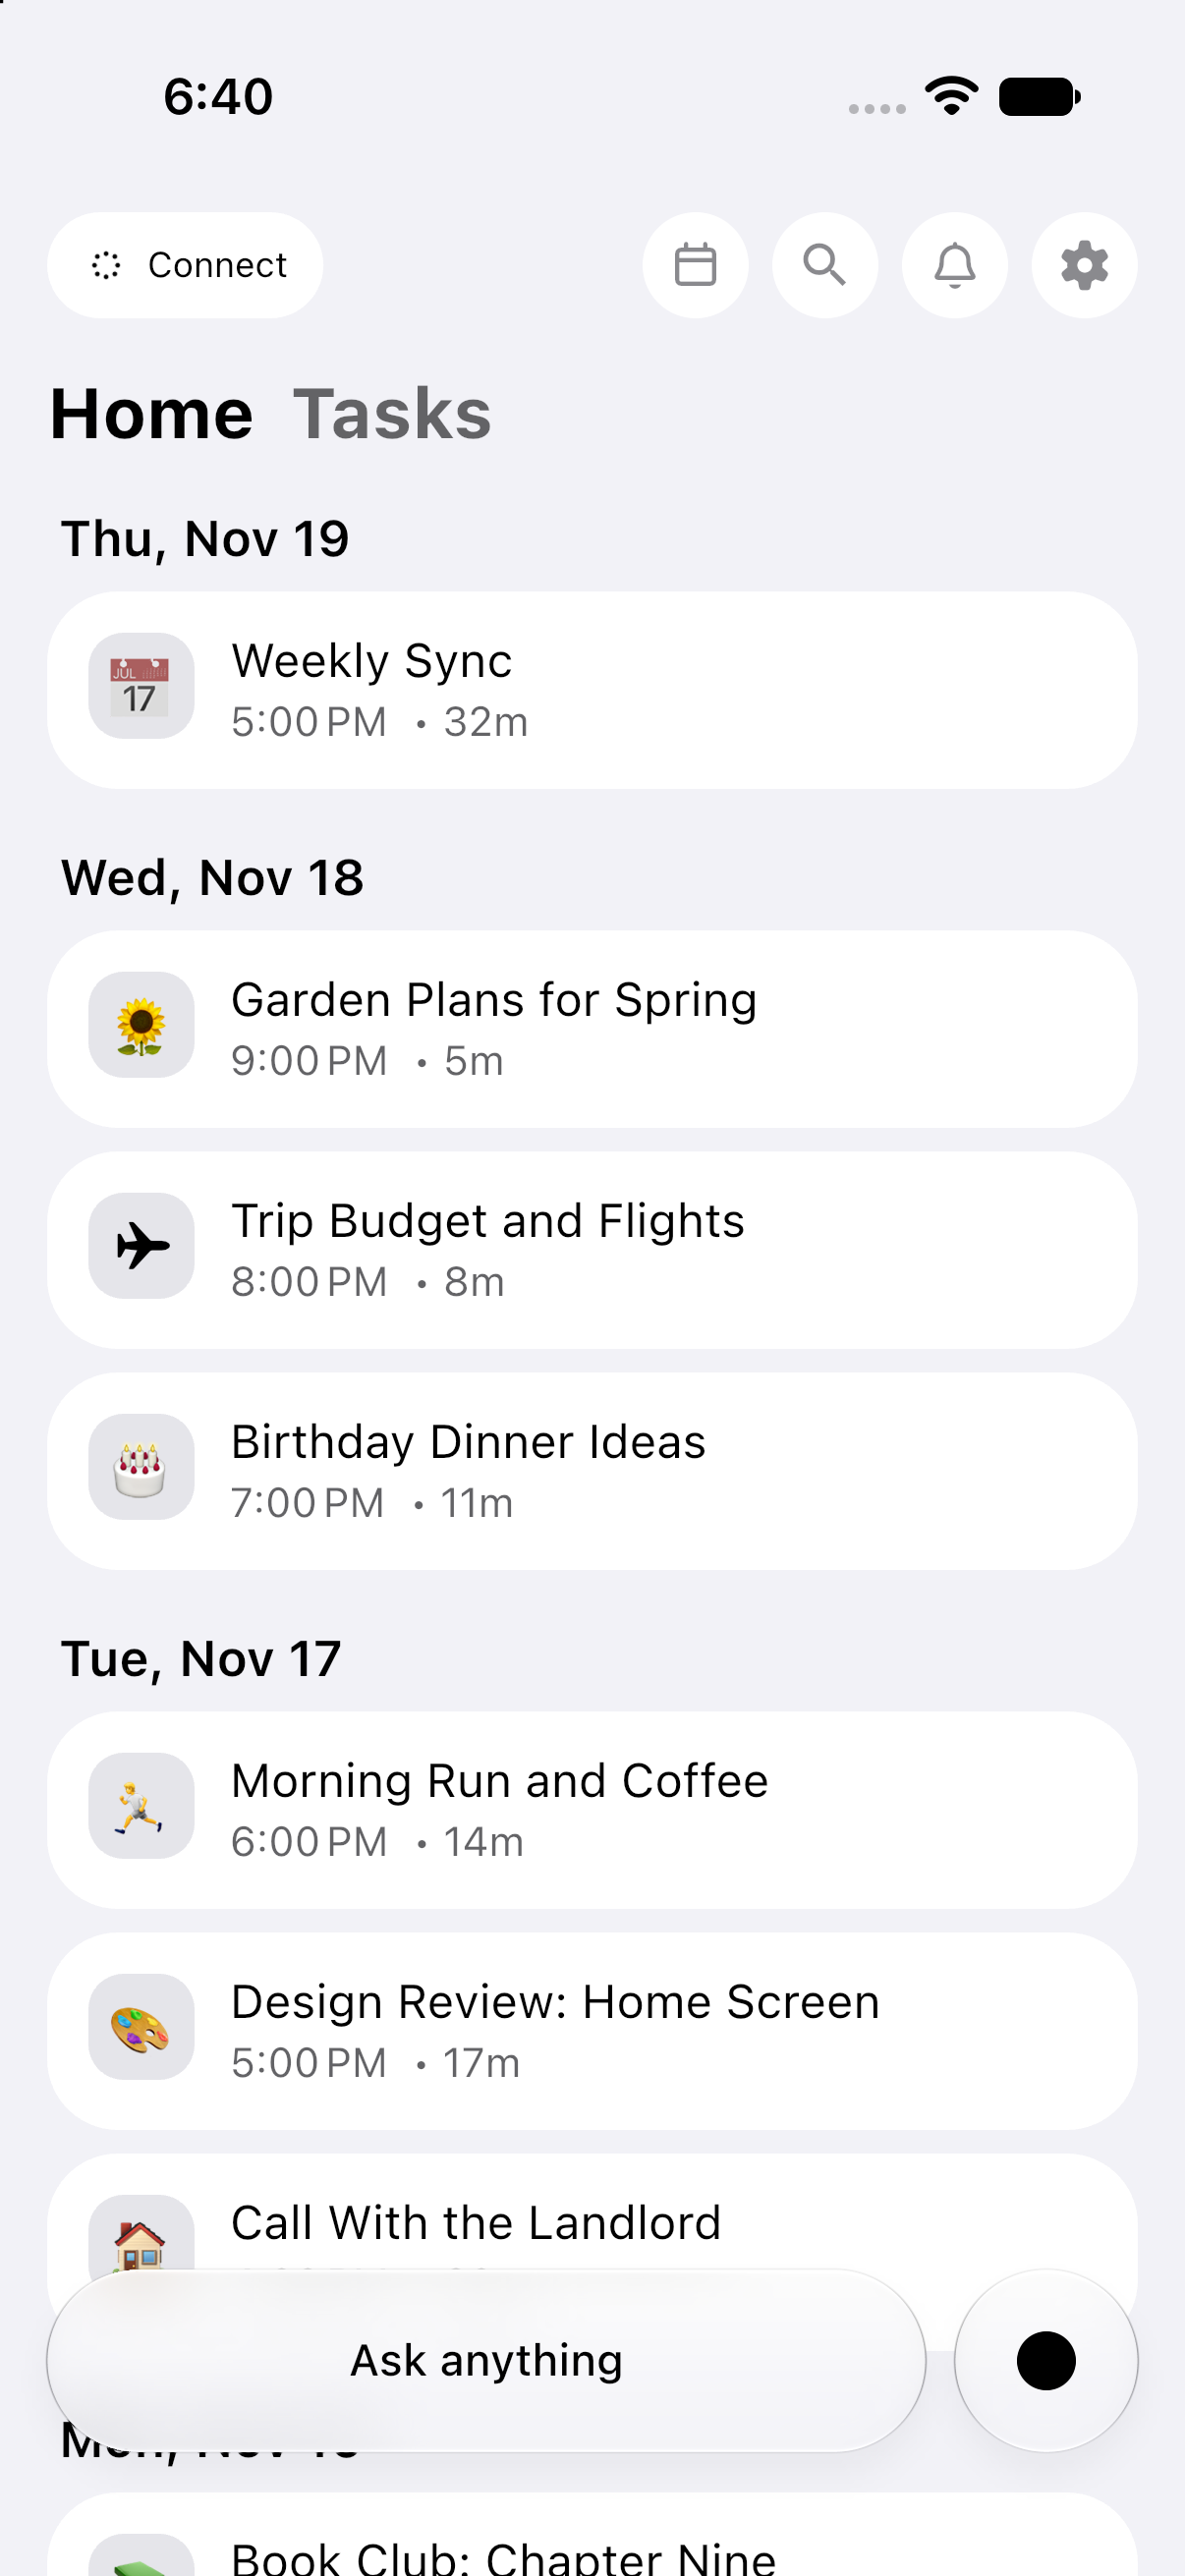 6:40
Connect
Home Tasks
Thu, Nov 19
JUL
17
Weekly Sync
5:00 PM • 32m
Wed, Nov 18
Garden Plans for Spring
9:00 PM • 5m
Trip Budget and Flights
8:00 PM • 8m
Birthday Dinner Ideas
7:00 PM • 11m
Tue, Nov 17
Morning Run and Coffee
6:00 PM • 14m
Design Review: Home Screen
5:00 PM • 17m
Call With the Landlord
Ask anything
Book Club: Chapter Nine